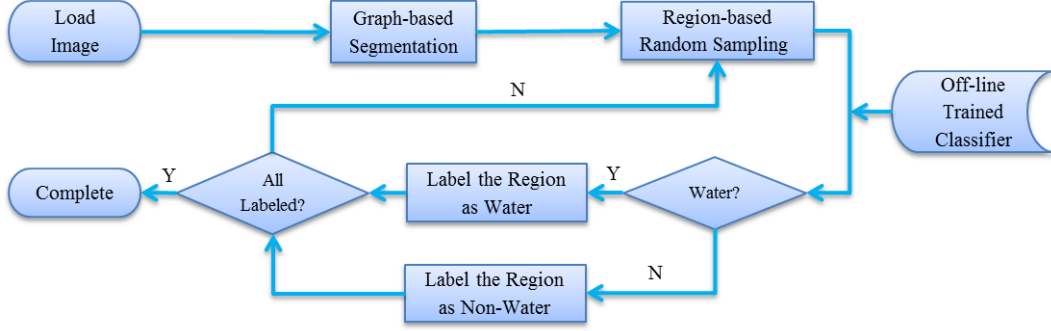 Load
Image
Graph-based
Segmentation
Region-based
Random Sampling
Off-line
Trained
Classifier
N
Complete
Y
All
Labeled?
Label the Region
as Water
Y
Water?
Label the Region
as Non-Water
N